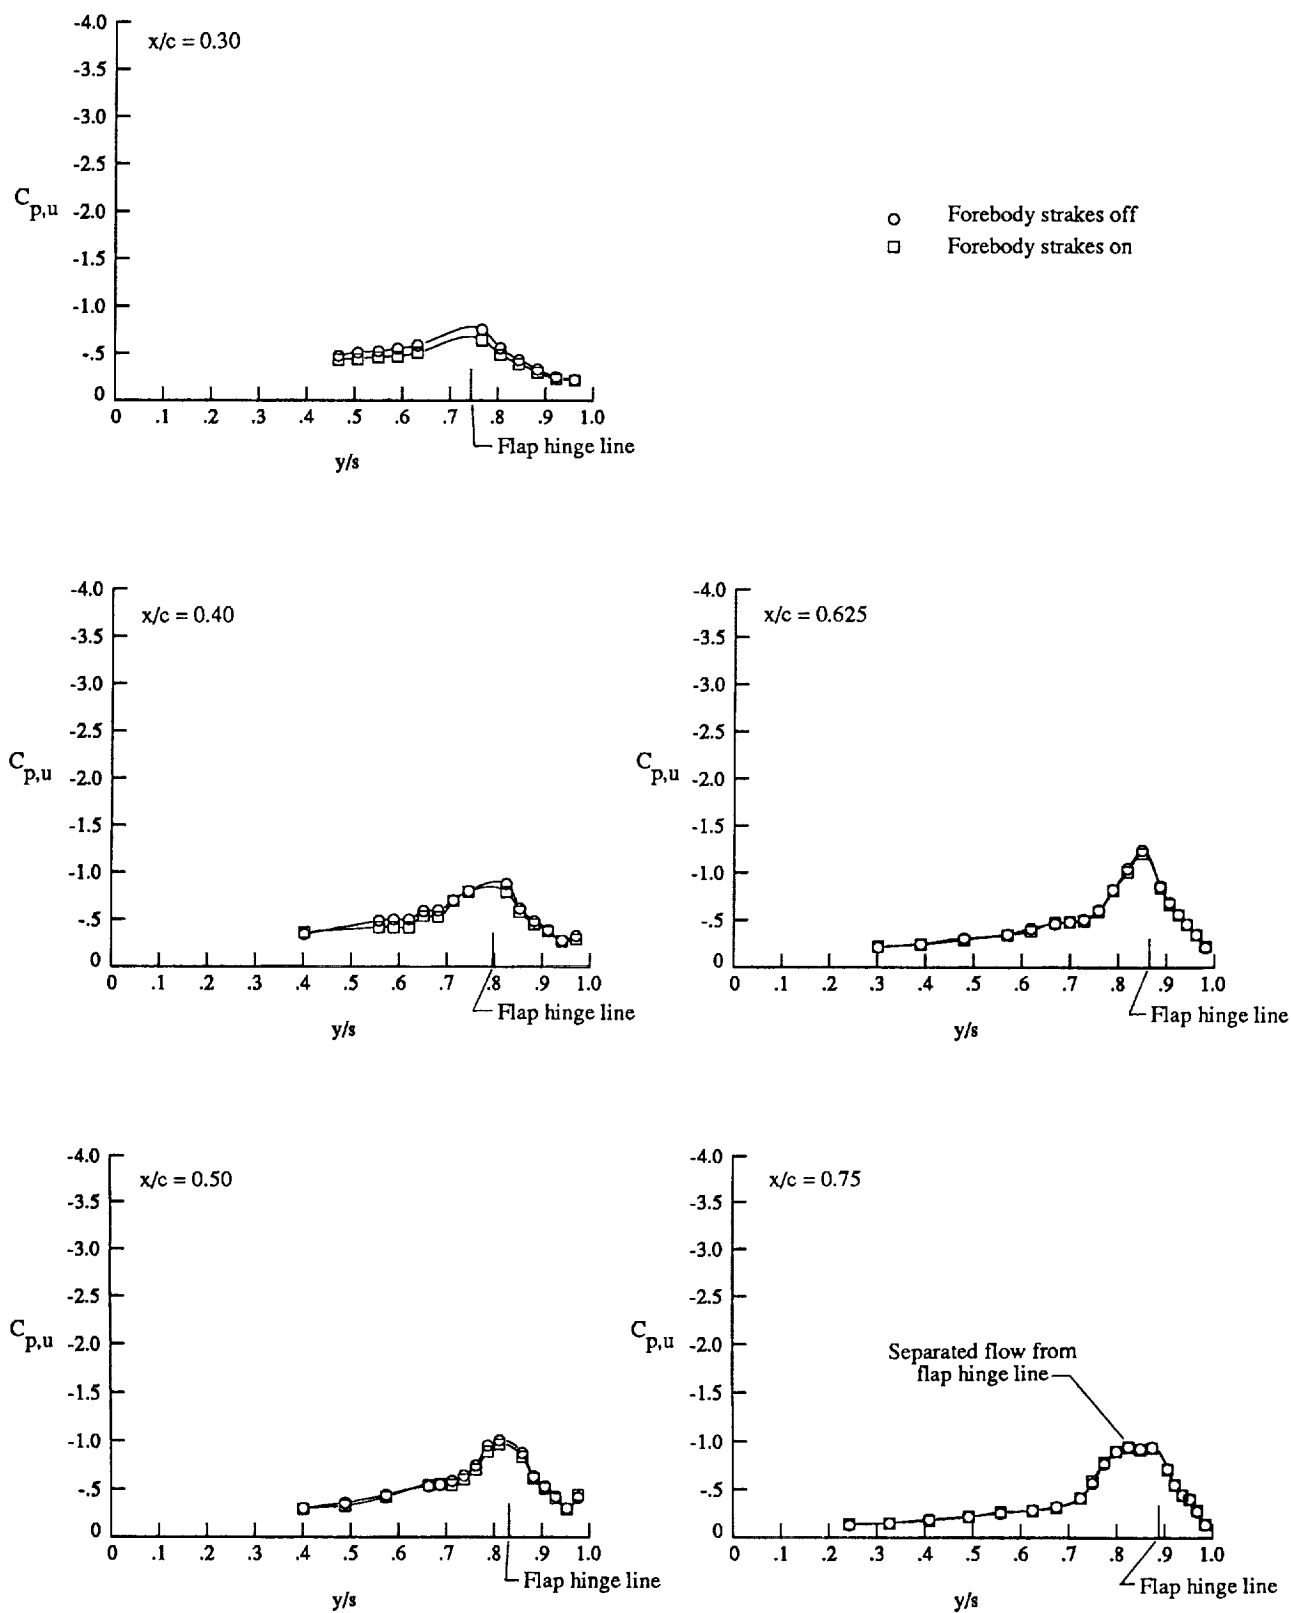 x/c = 0.30
-4.0
-3.5
-3.0
-2.5
-2.0
-1.5
-1.0
-.5
0
C p,u
0 .1 .2 .3 .4 .5 .6 .7 .8 .9 1.0
Flap hinge line
y/s
Forebody strakes off
Forebody strakes on
x/c = 0.40
-4.0
-3.5
-3.0
-2.5
-2.0
-1.5
-1.0
-.5
0
C p,u
0 .1 .2 .3 .4 .5 .6 .7 .8 .9 1.0
Flap hinge line
y/s
x/c = 0.625
-4.0
-3.5
-3.0
-2.5
-2.0
-1.5
-1.0
-.5
0
C p,u
0 .1 .2 .3 .4 .5 .6 .7 .8 .9 1.0
Flap hinge line
y/s
x/c = 0.50
-4.0
-3.5
-3.0
-2.5
-2.0
-1.5
-1.0
-.5
0
C p,u
0 .1 .2 .3 .4 .5 .6 .7 .8 .9 1.0
Flap hinge line
y/s
x/c = 0.75
-4.0
-3.5
-3.0
-2.5
-2.0
-1.5
-1.0
-.5
0
C p,u
Separated flow from
flap hinge line
0 .1 .2 .3 .4 .5 .6 .7 .8 .9 1.0
Flap hinge line
y/s